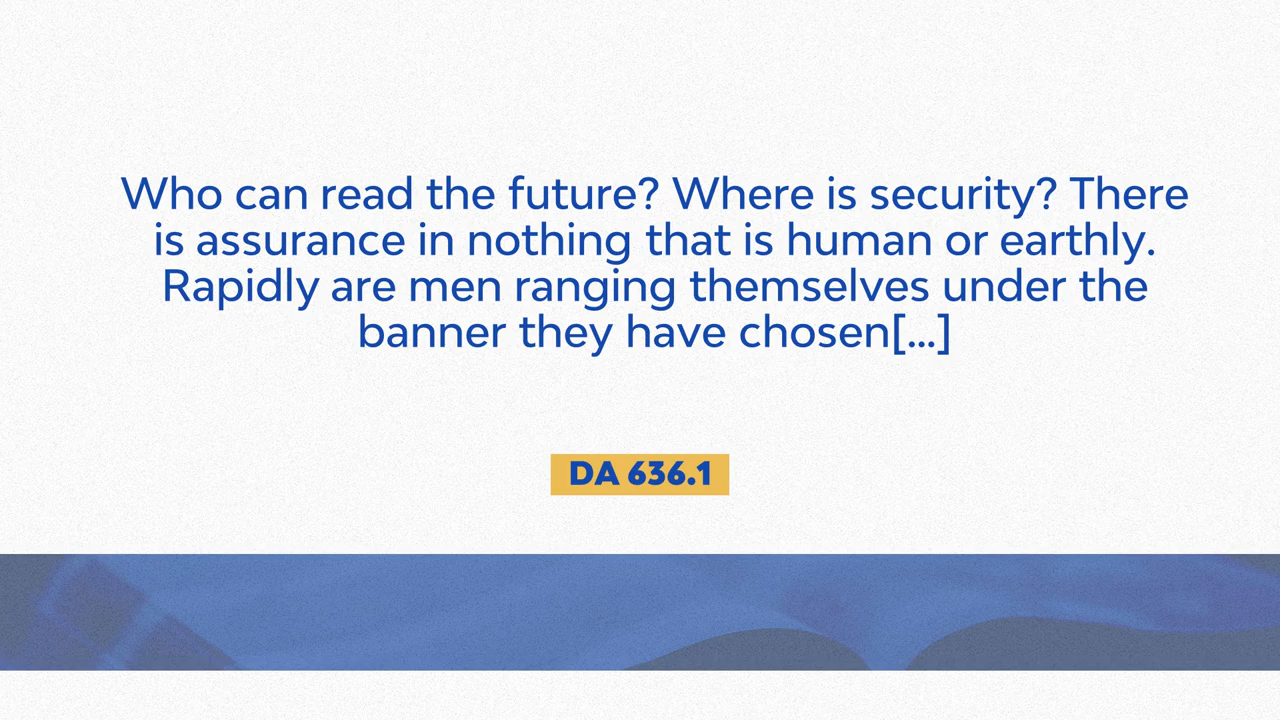 Who can read the future? Where is security? There
is assurance in nothing that is human or earthly.
Rapidly are men ranging themselves under the
banner they have chosen[...]
DA 636.1